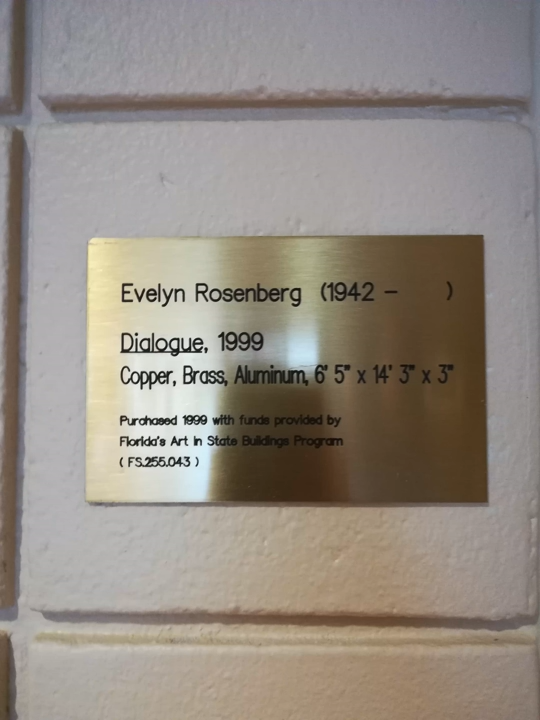 Evelyn Rosenberg (1942 - )
Dialogue, 1999
Copper, Brass, Aluminum, 6' 5" x 14' 3" x 3"
Purchased 1999 with funds provided by
Florida's Art in State Buildings Program
( FS.255.043 )